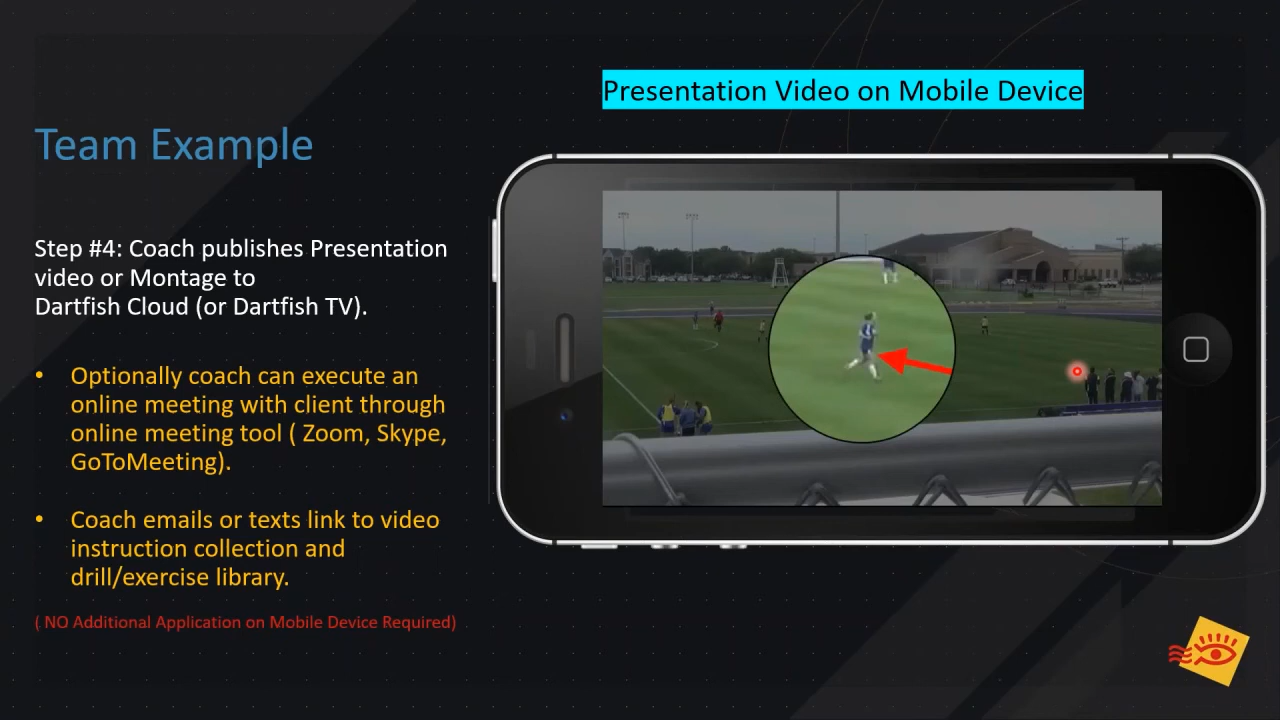 Presentation Video on Mobile Device
Team Example
Step #4: Coach publishes Presentation
video or Montage to
Dartfish Cloud (or Dartfish TV).
• Optionally coach can execute an
online meeting with client through
online meeting tool ( Zoom, Skype,
GoToMeeting).
• Coach emails or texts link to video
instruction collection and
drill/exercise library.
( NO Additional Application on Mobile Device Required)